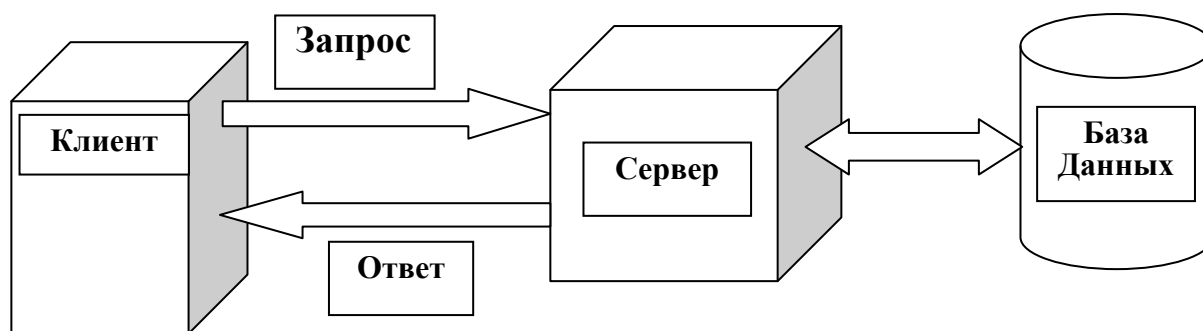 Запрос
Клиент
Сервер
База
Данных
Ответ